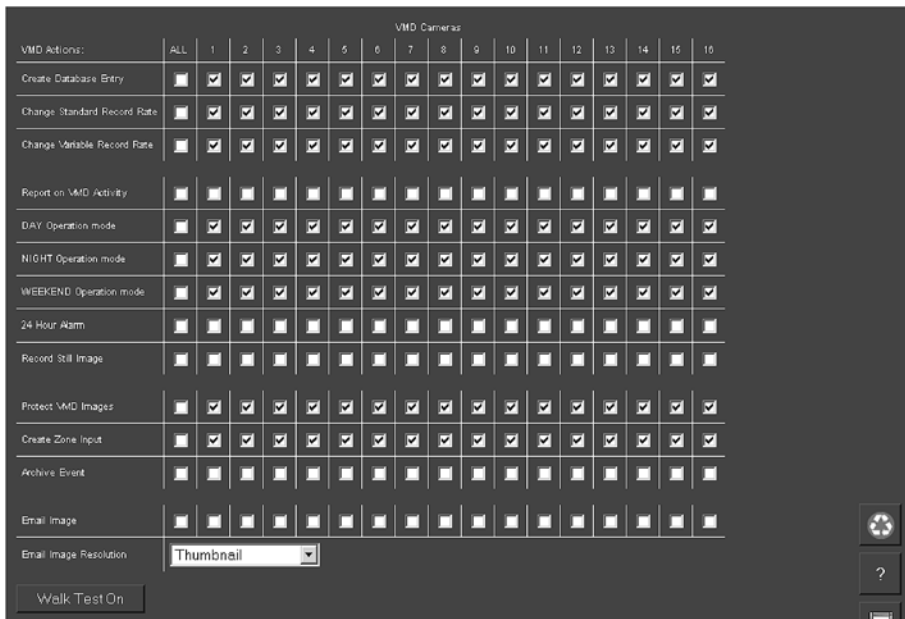 VMD Cameras
VMD Actions: ALL 1 2 3 4 5 6 7 8 9 10 11 12 13 14 15 16
Create Database Entry
Change Standard Record Rate
Change Variable Record Rate
Report on VMD Activity
DAY Operation mode
NIGHT Operation mode
WEEKEND Operation mode
24 Hour Alarm
Record Still Image
Protect VMD Images
Create Zone Input
Archive Event
Email Image
Email Image Resolution Thumbnail
?
Walk Test On